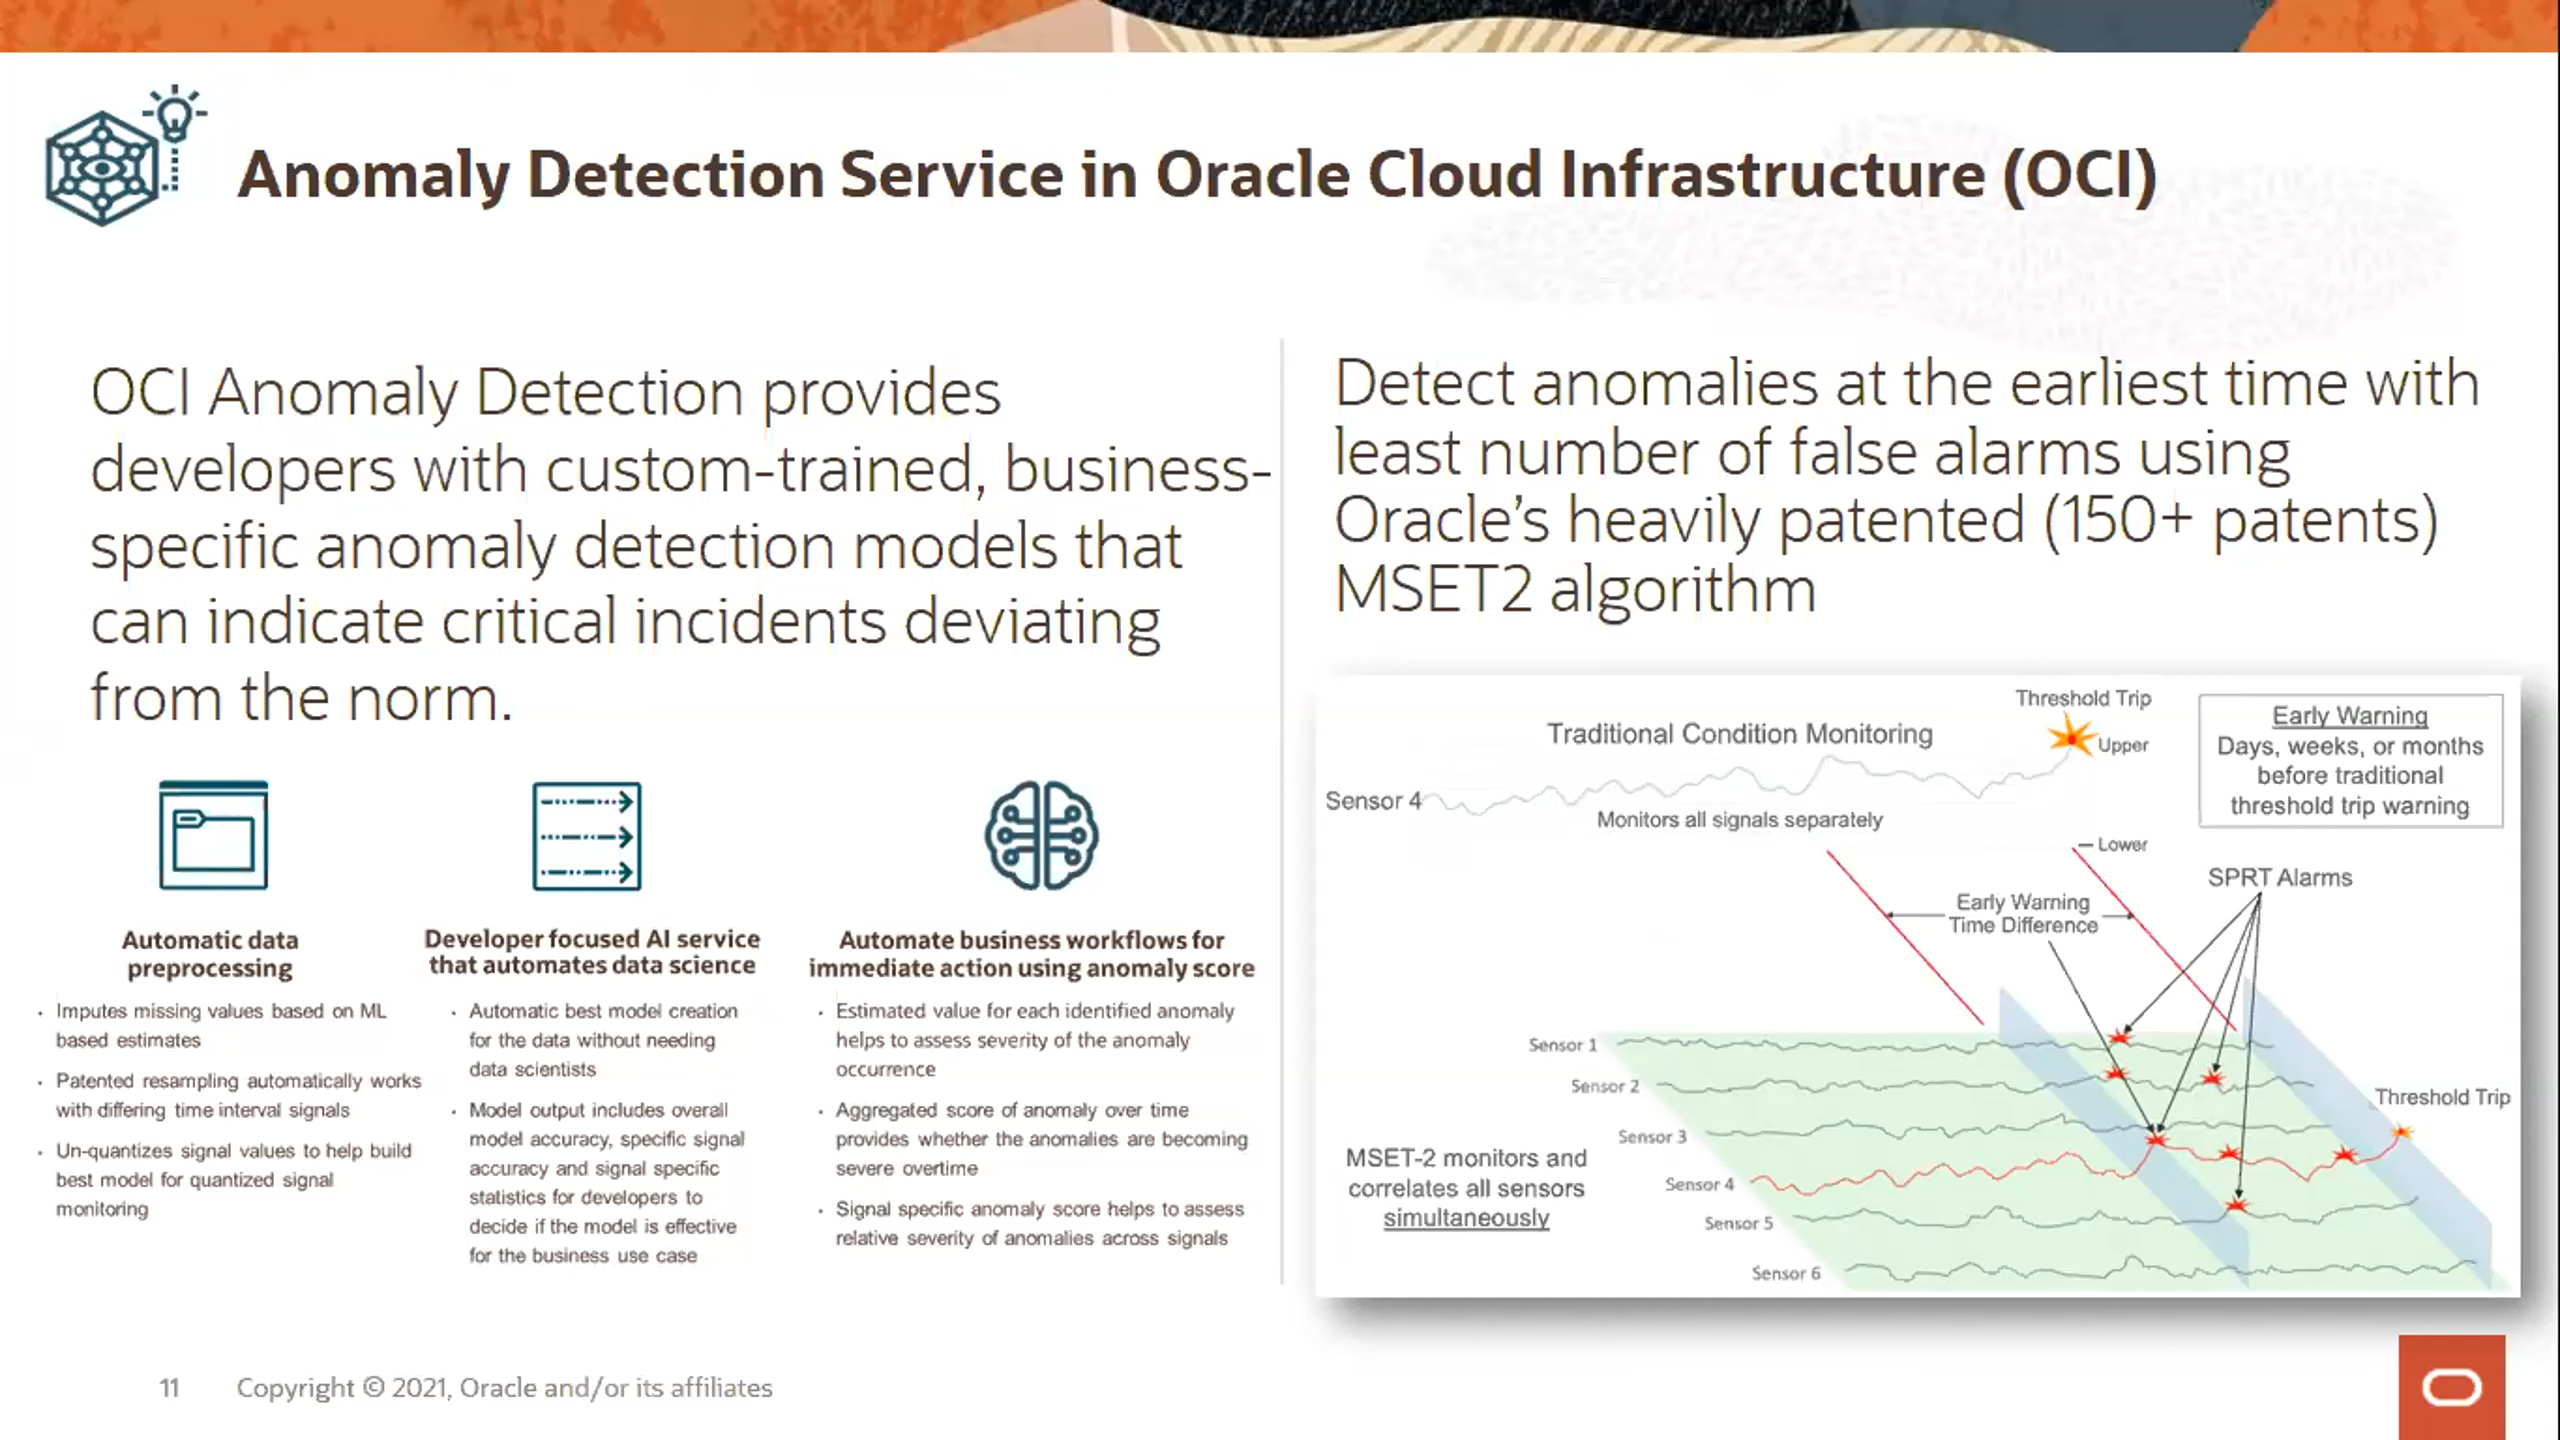 Anomaly Detection Service in Oracle Cloud Infrastructure (OCI)
OCI Anomaly Detection provides
developers with custom-trained, business-
specific anomaly detection models that
can indicate critical incidents deviating
from the norm.
Automatic data
preprocessing
· Imputes missing values based on ML
based estimates
· Patented resampling automatically works
with differing time interval signals
· Un-quantizes signal values to help build
best model for quantized signal
monitoring
Developer focused AI service
that automates data science
· Automatic best model creation
for the data without needing
data scientists
· Model output includes overall
model accuracy, specific signal
accuracy and signal specific
statistics for developers to
decide if the model is effective
for the business use case
Automate business workflows for
immediate action using anomaly score
· Estimated value for each identified anomaly
helps to assess severity of the anomaly
occurrence
· Aggregated score of anomaly over time
provides whether the anomalies are becoming
severe overtime
· Signal specific anomaly score helps to assess
relative severity of anomalies across signals
Detect anomalies at the earliest time with
least number of false alarms using
Oracle's heavily patented (150+ patents)
MSET2 algorithm
Threshold Trip
Traditional Condition Monitoring
Upper
Sensor 4
Monitors all signals separately
Early Warning
Days, weeks, or months
before traditional
threshold trip warning
Lower
SPRT Alarms
Early Warning
Time Difference
Sensor 1
Sensor 2
Threshold Trip
Sensor 3
MSET-2 monitors and
correlates all sensors
simultaneously
Sensor 4
Sensor 5
Sensor 6
11 Copyright © 2021, Oracle and/or its affiliates